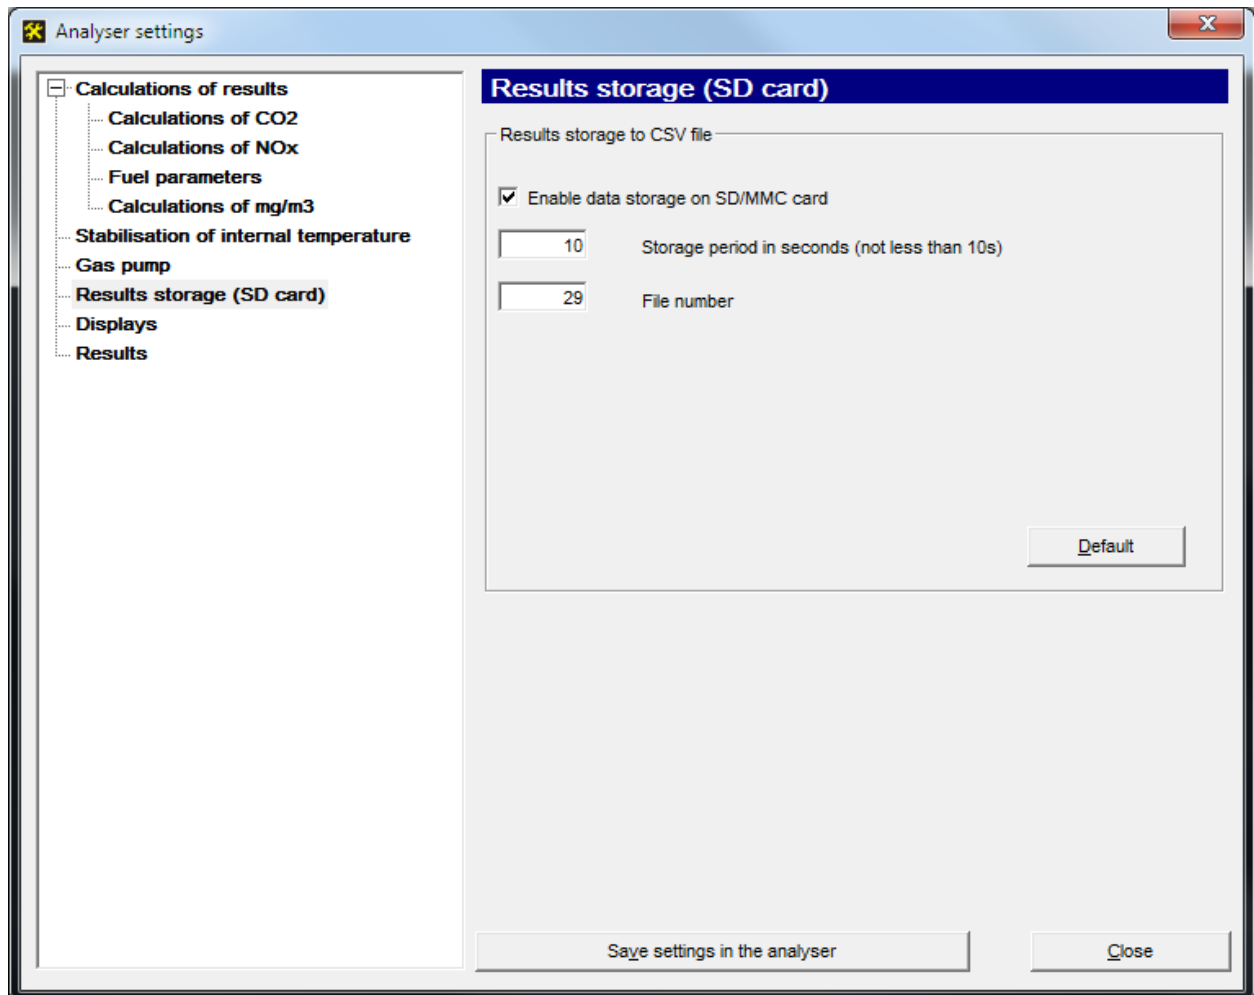 Analyser settings
Calculations of results
Calculations of CO2
Calculations of NOx
Fuel parameters
Calculations of mg/m3
Stabilisation of internal temperature
Gas pump
Results storage (SD card)
Displays
Results
Results storage (SD card)
Results storage to CSV file
Enable data storage on SD/MMC card
10 Storage period in seconds (not less than 10s)
29 File number
Default
Save settings in the analyser
Close